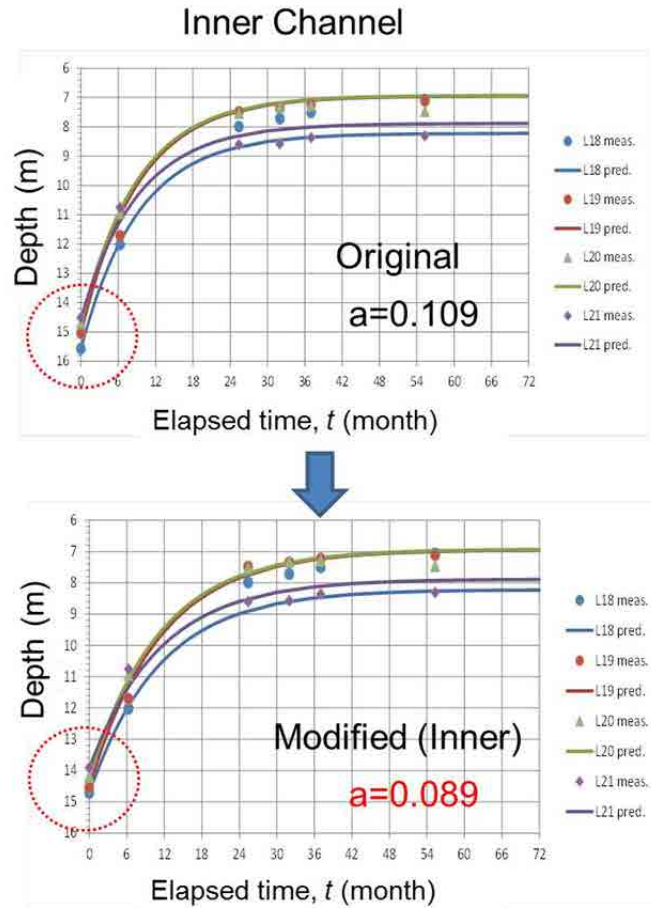 Inner Channel
6
7
8
9
10
11
12
13
14
15
16
Depth (m)
0 6 12 18 24 30 36 42 48 54 60 66 72
Elapsed time, t (month)
Original
a=0.109
L18 meas.
L18 pred.
L19 meas.
L19 pred.
L20 meas.
L20 pred.
L21 meas.
L21 pred.
6
7
8
9
10
11
12
13
14
15
16
Depth (m)
0 6 12 18 24 30 36 42 48 54 60 66 72
Elapsed time, t (month)
Modified (Inner)
a=0.089
L18 meas.
L18 pred.
L19 meas.
L19 pred.
L20 meas.
L20 pred.
L21 meas.
L21 pred.